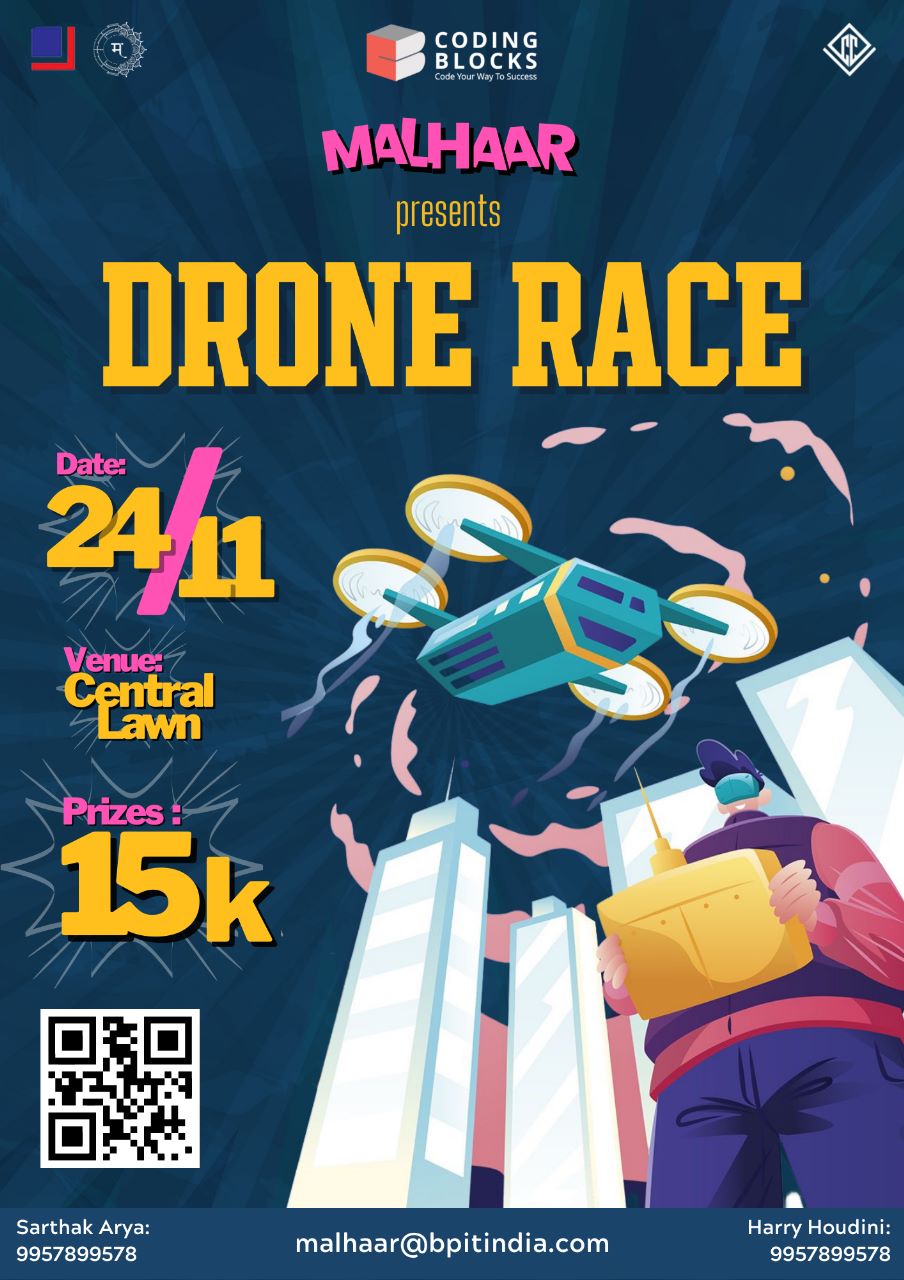 म
CODING
BLOCKS
Code Your Way To Success
CC
MALHAAR
presents
DRONE RACE
Date:
24/11
Venue:
Central
Lawn
Prizes :
15k
Sarthak Arya:
9957899578
malhaar@bpitindia.com
Harry Houdini:
9957899578